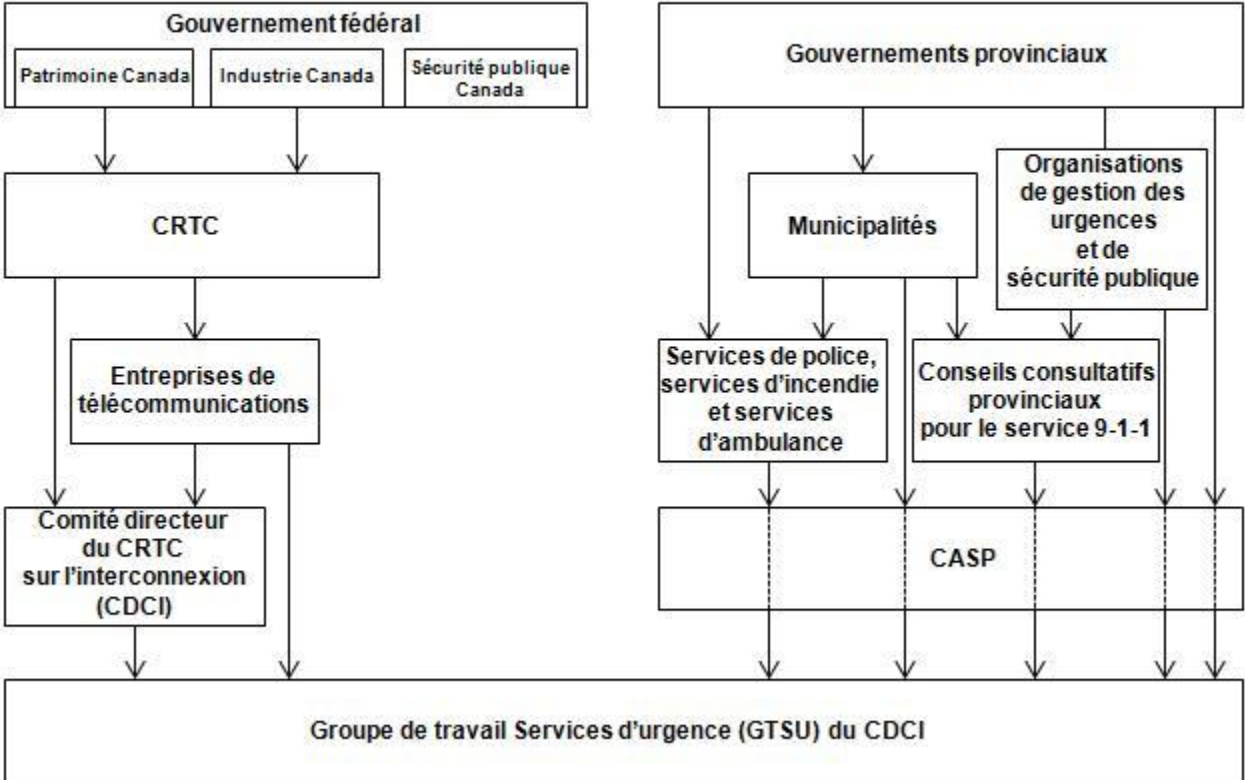 Gouvernement fédéral
Patrimoine Canada
Industrie Canada
Sécurité publique
Canada
Gouvernements provinciaux
CRTC
Municipalités
Organisations
de gestion des
urgences
et de
sécurité publique
Entreprises de
télécommunications
Services de police,
services d'incendie
et services
d'ambulance
Conseils consultatifs
provinciaux
pour le service 9-1-1
Comité directeur
du CRTC
sur l'interconnexion
(CDCI)
CASP
Groupe de travail Services d'urgence (GTSU) du CDCI